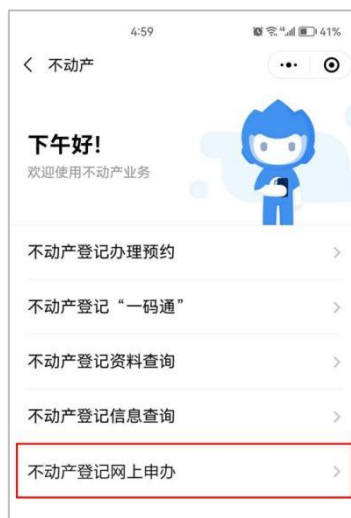 4:59
41%
不动产
下午好!
欢迎使用不动产业务
不动产登记办理预约
不动产登记“一码通”
不动产登记资料查询
不动产登记信息查询
不动产登记网上申办